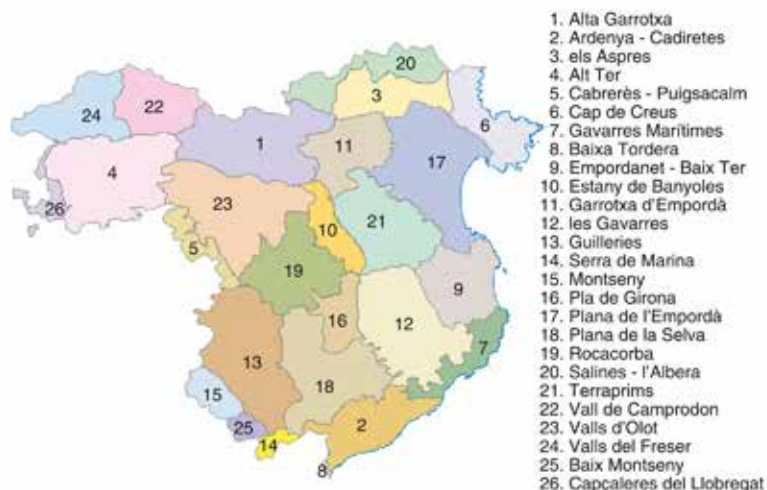 1. Alta Garrotxa
2. Ardenya - Cadiretes
3. els Aspres
4. Alt Ter
5. Cabrerès - Puigsacalm
6. Cap de Creus
7. Gavarres Marítimes
8. Baixa Tordera
9. Empordanet - Baix Ter
10. Estany de Banyoles
11. Garrotxa d'Empordà
12. les Gavarres
13. Guilleries
14. Serra de Marina
15. Montseny
16. Pla de Girona
17. Plana de l'Empordà
18. Plana de la Selva
19. Rocacorba
20. Salines - l'Albera
21. Terraprims
22. Vall de Camprodon
23. Valls d'Olot
24. Valls del Freser
25. Baix Montseny
26. Capçaleres del Llobregat
20
22
3
24
6
1
11
17
4
23
26
21
10
5
19
9
16
12
7
13
18
15
2
25
14
8